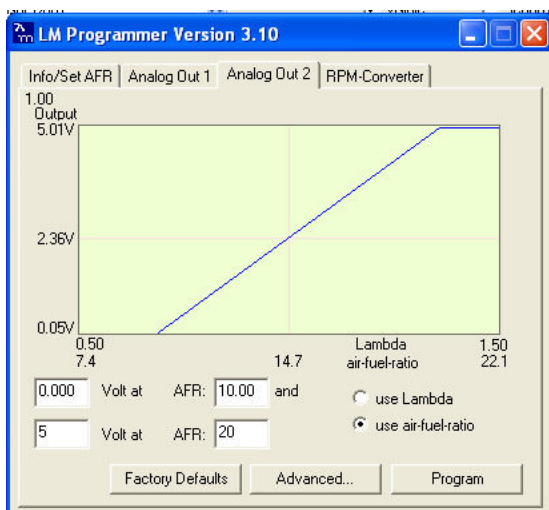 LM Programmer Version 3.10
Info/Set AFR Analog Out 1 Analog Out 2 RPM-Converter
1.00
Output
5.01V
2.36V
0.05V
0.50 Lambda 1.50
7.4 14.7 air-fuel-ratio 22.1
0.000 Volt at AFR: 10.00 and use Lambda
5 Volt at AFR: 20 use air-fuel-ratio
Factory Defaults Advanced... Program